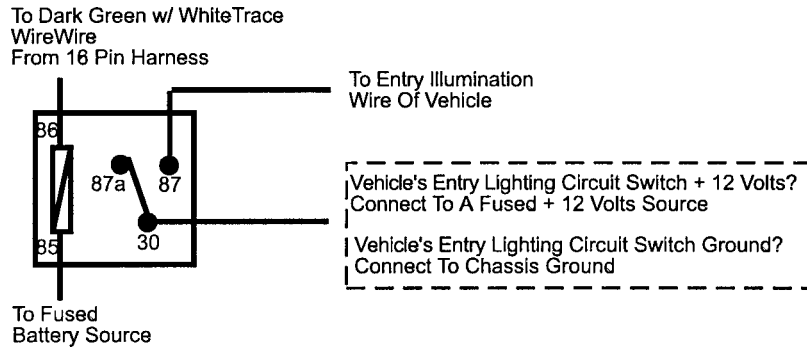 To Dark Green w/ WhiteTrace
WireWire
From 16 Pin Harness
To Entry Illumination
Wire Of Vehicle
86
87a
87
30
85
Vehicle's Entry Lighting Circuit Switch + 12 Volts?
Connect To A Fused + 12 Volts Source
Vehicle's Entry Lighting Circuit Switch Ground?
Connect To Chassis Ground
To Fused
Battery Source